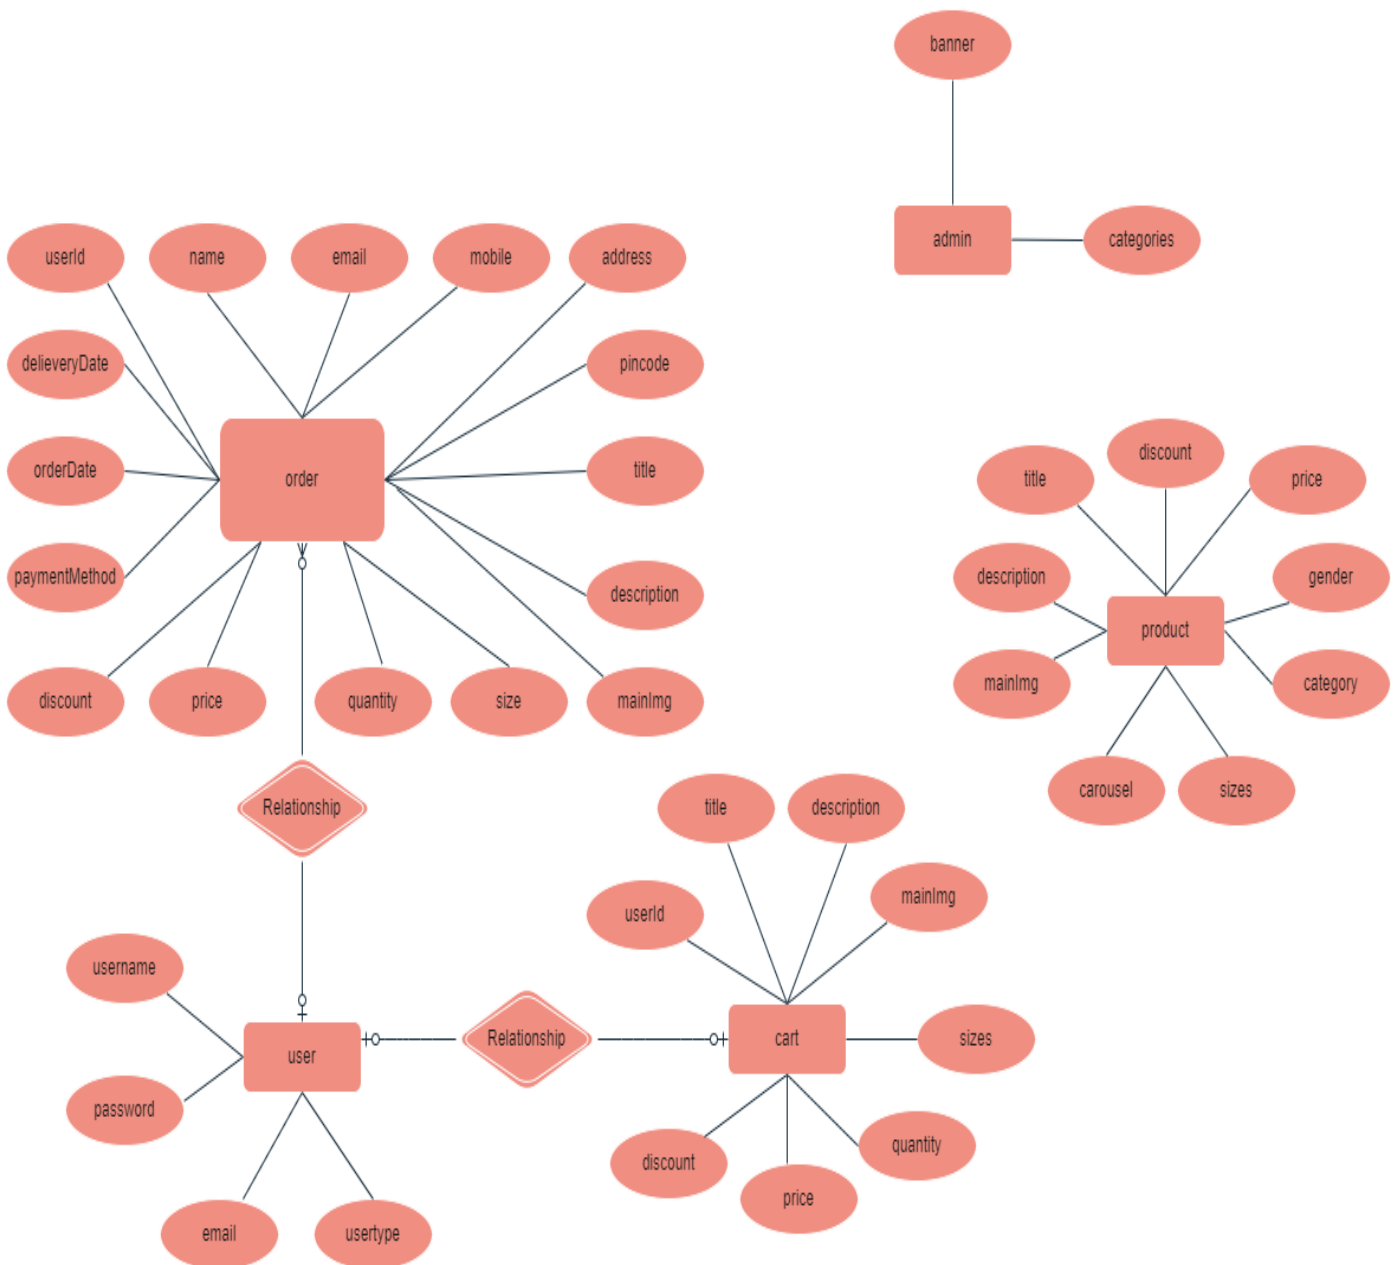 banner
admin
categories
userId
name
email
mobile
address
delieveryDate
pincode
orderDate
order
title
paymentMethod
description
discount
price
quantity
size
mainImg
title
discount
price
description
gender
product
mainImg
category
carousel
sizes
Relationship
title
description
userId
mainImg
username
user
Relationship
cart
sizes
password
discount
quantity
price
email
usertype